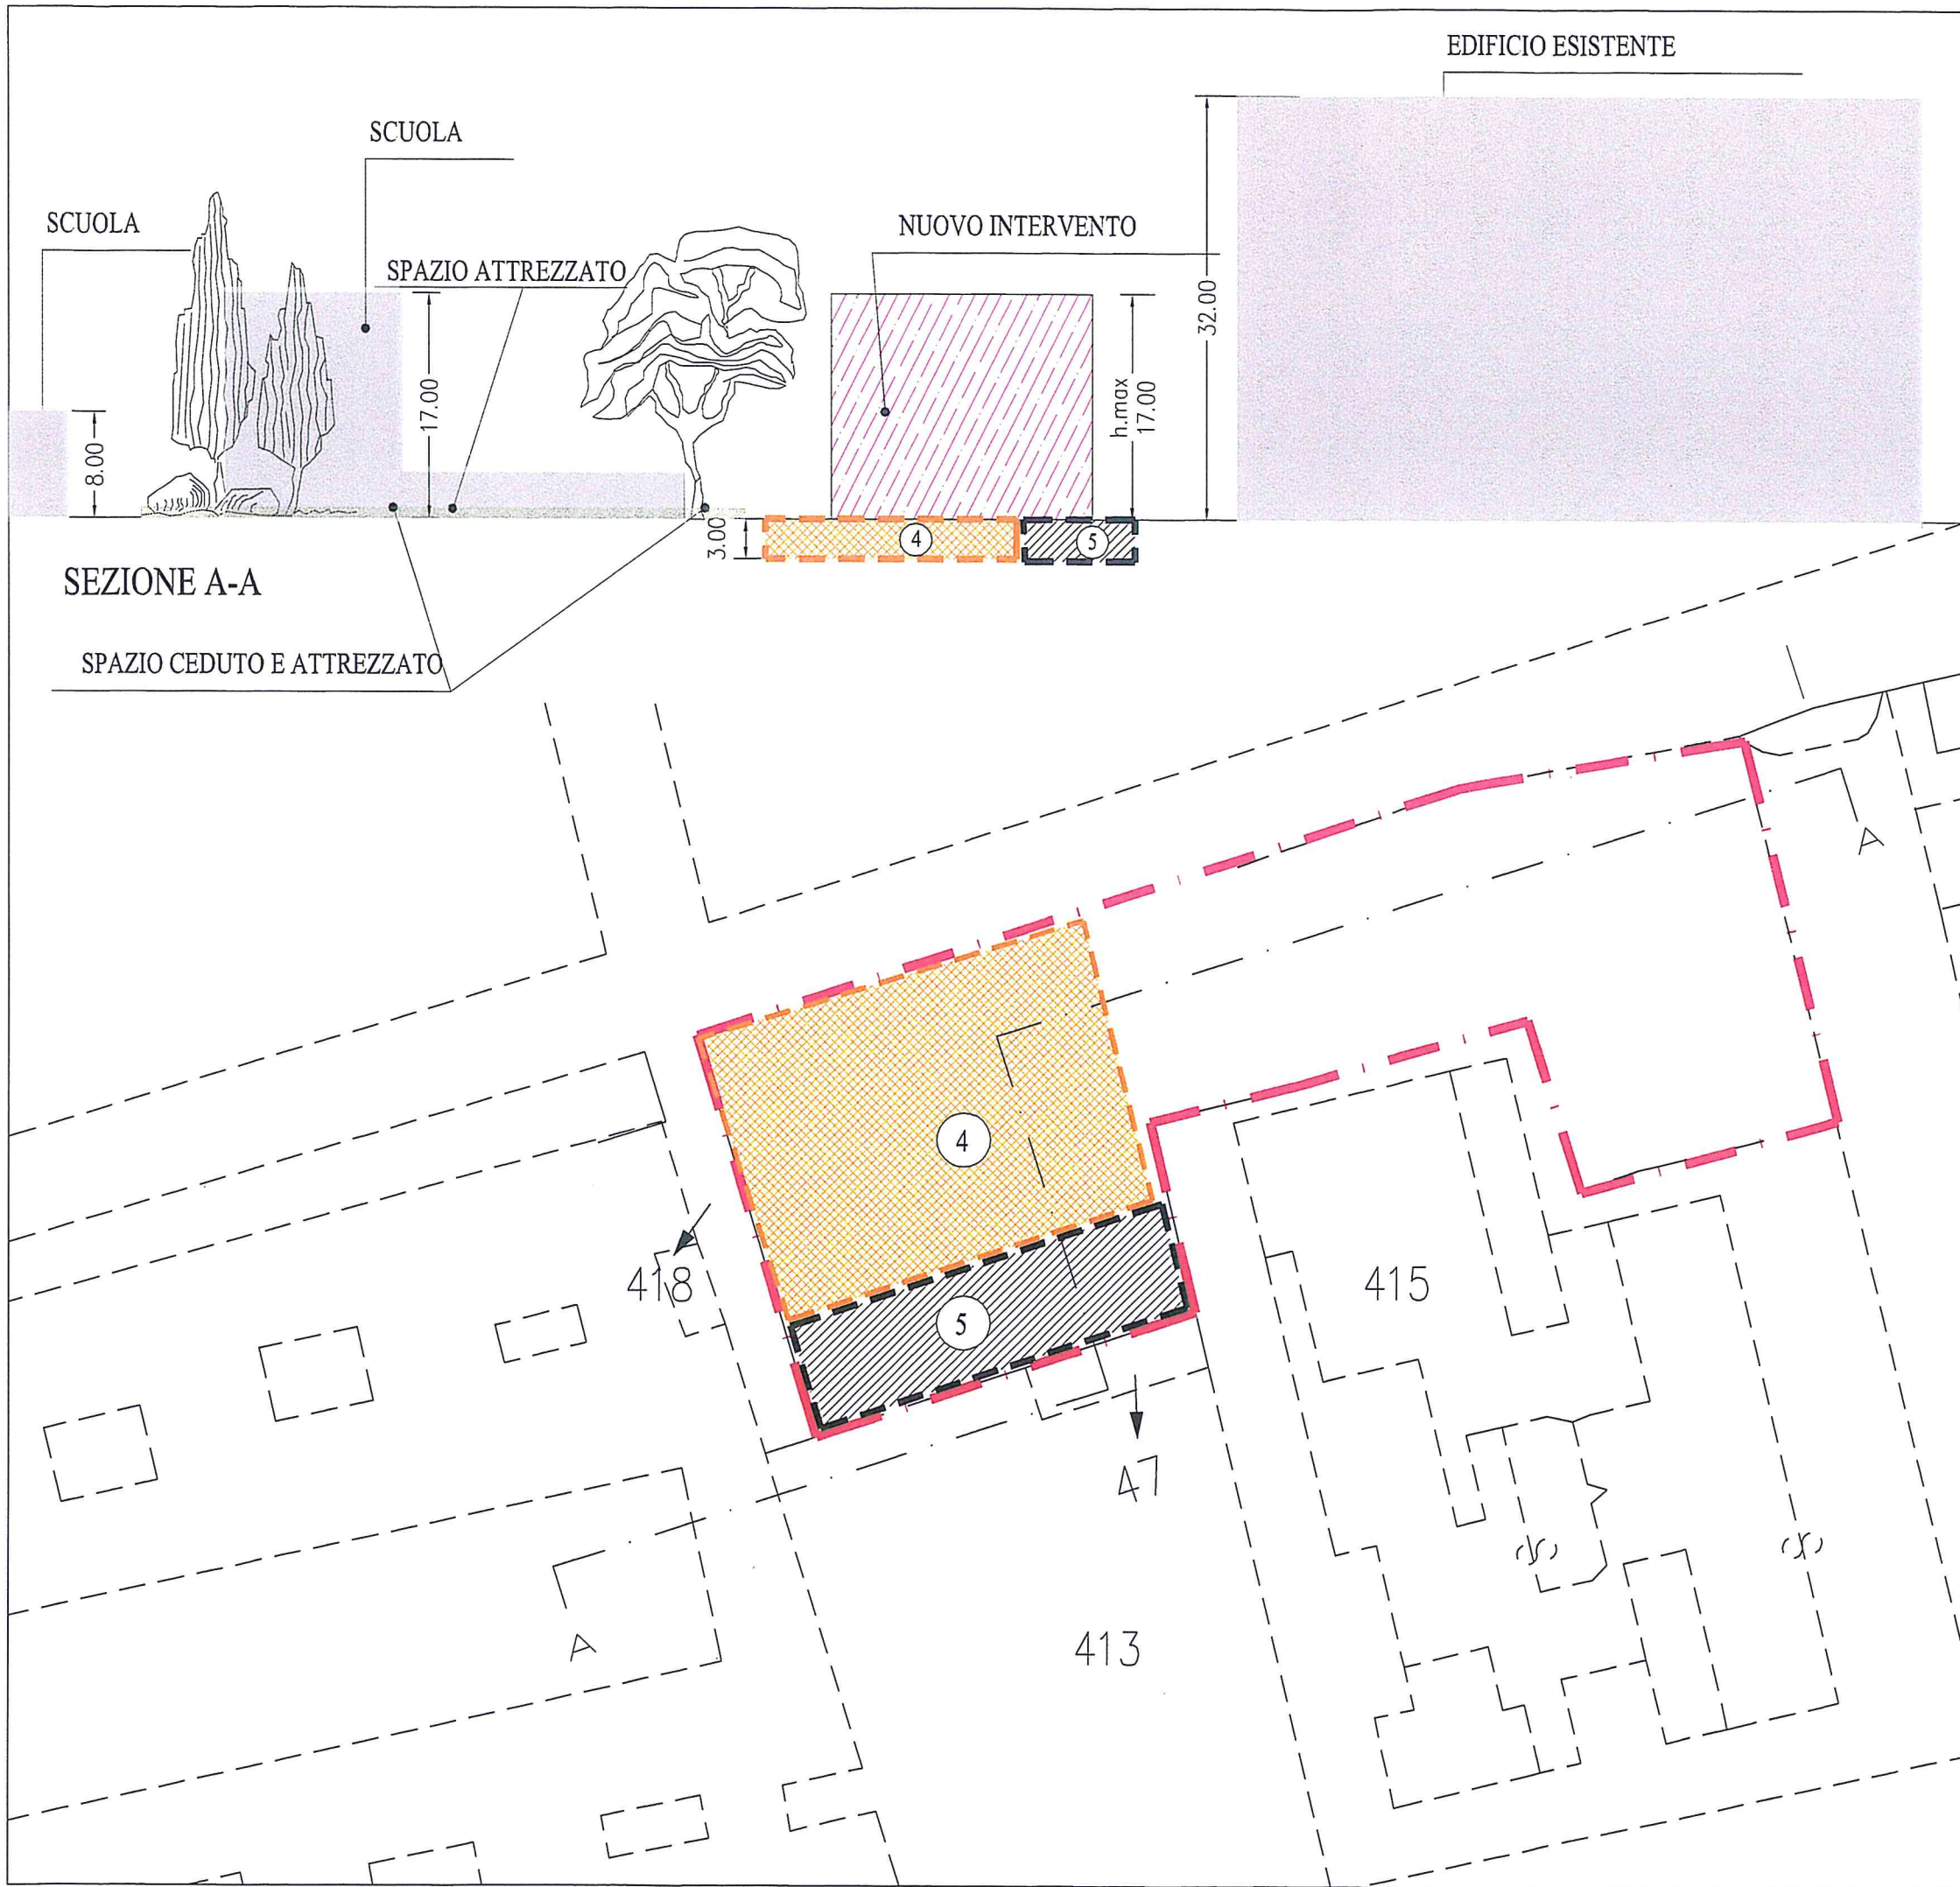 EDIFICIO ESISTENTE
SCUOLA
SCUOLA
NUOVO INTERVENTO
SPAZIO ATTREZZATO
8.00
17.00
h.max
17.00
32.00
3.00
4
5
SEZIONE A-A
SPAZIO CEDUTO E ATTREZZATO
A
4
418
415
5
47
A
413